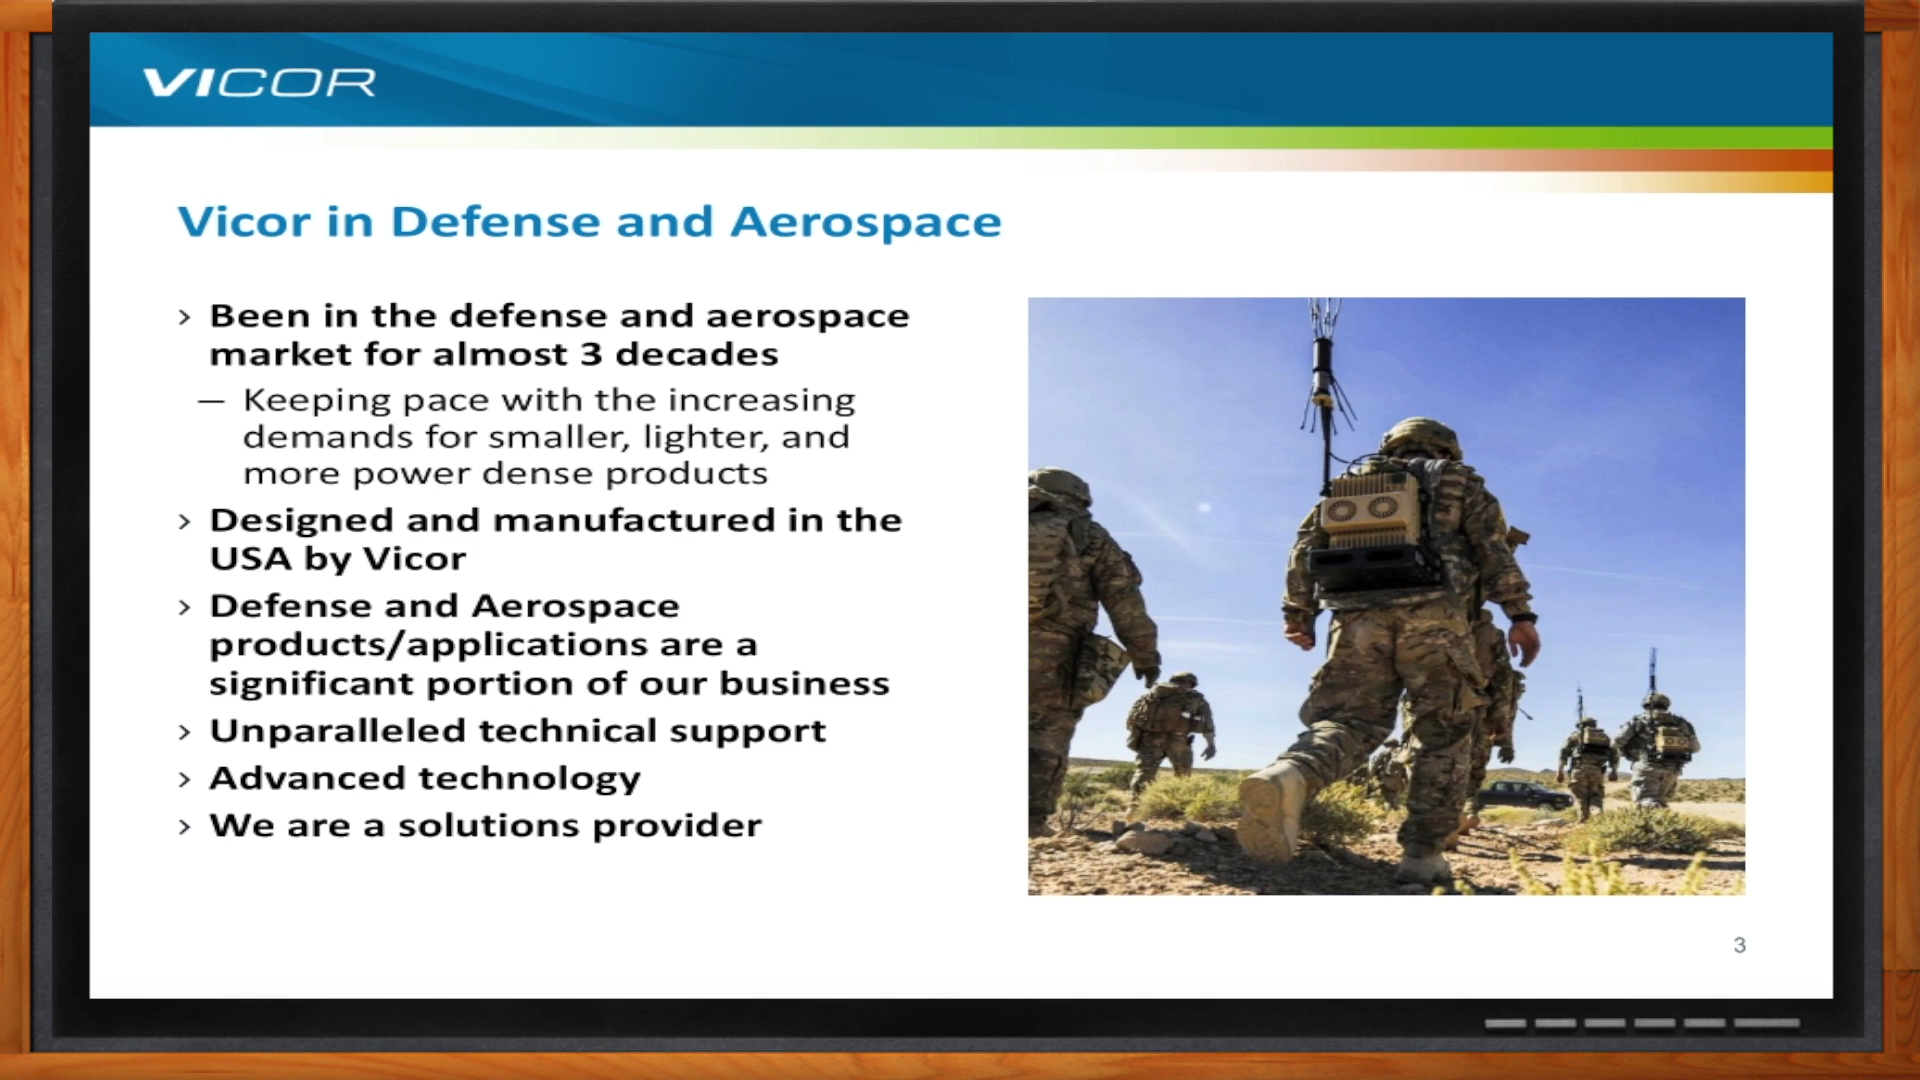 VICOR
Vicor in Defense and Aerospace
› Been in the defense and aerospace
market for almost 3 decades
— Keeping pace with the increasing
demands for smaller, lighter, and
more power dense products
› Designed and manufactured in the
USA by Vicor
› Defense and Aerospace
products/applications are a
significant portion of our business
› Unparalleled technical support
› Advanced technology
› We are a solutions provider
3